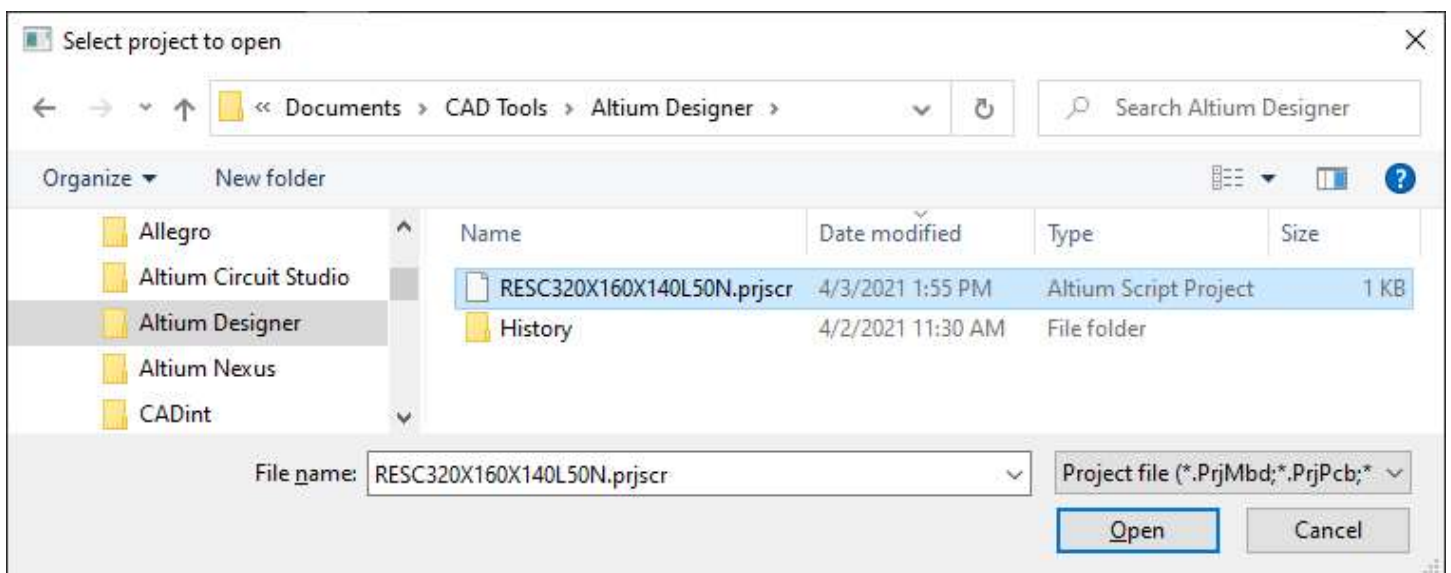 Select project to open
« Documents › CAD Tools › Altium Designer › Search Altium Designer
Organize New folder
Name Date modified Type Size
Allegro
Altium Circuit Studio
Altium Designer
Altium Nexus
CADint
RESC320X160X140L50N.prjscr 4/3/2021 1:55 PM Altium Script Project 1 KB
History 4/2/2021 11:30 AM File folder
File name: RESC320X160X140L50N.prjscr Project file (*.PrjMbd;*.PrjPcb;*
Open Cancel